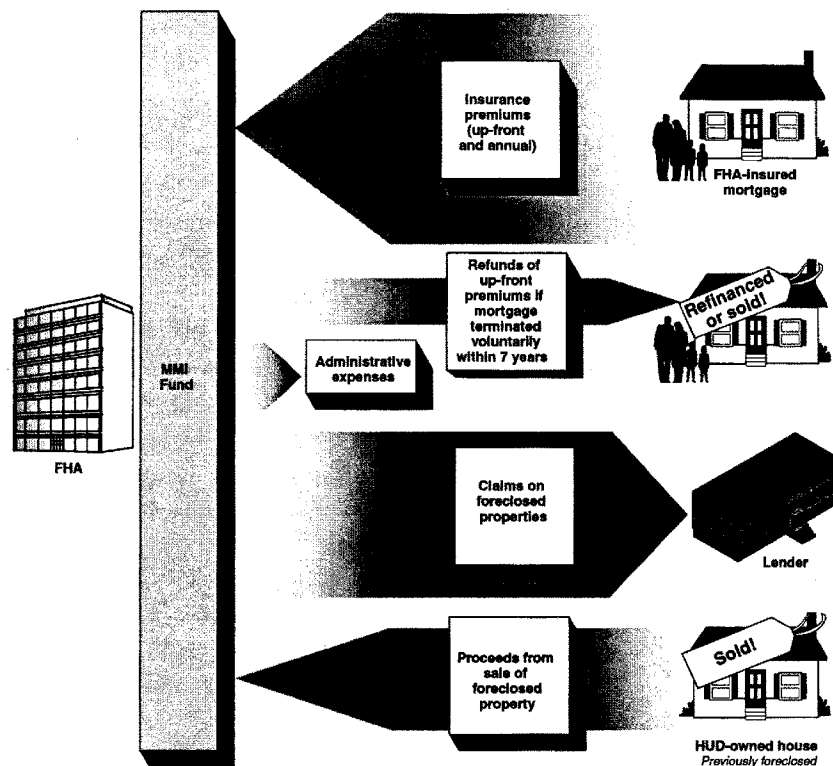 Insurance
premiums
(up-front
and annual)
FHA-insured
mortgage
Refunds of
up-front
premiums if
mortgage
terminated
voluntarily
within 7 years
Refinanced
or sold!
Administrative
expenses
MMI
Fund
FHA
Claims on
foreclosed
properties
Lender
Proceeds from
sale of
foreclosed
property
Sold!
HUD-owned house
Previously foreclosed